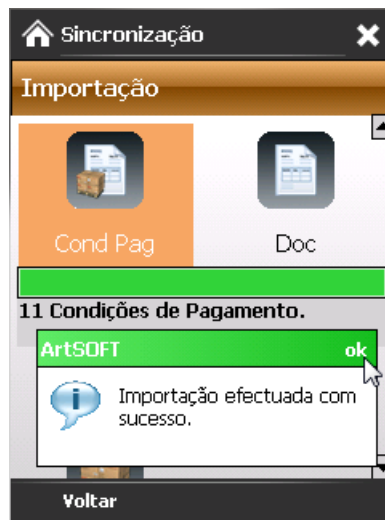 Sincronização
Importação
Cond Pag
Doc
11 Condições de Pagamento.
ArtSOFT
ok
Importação efectuada com
sucesso.
Voltar